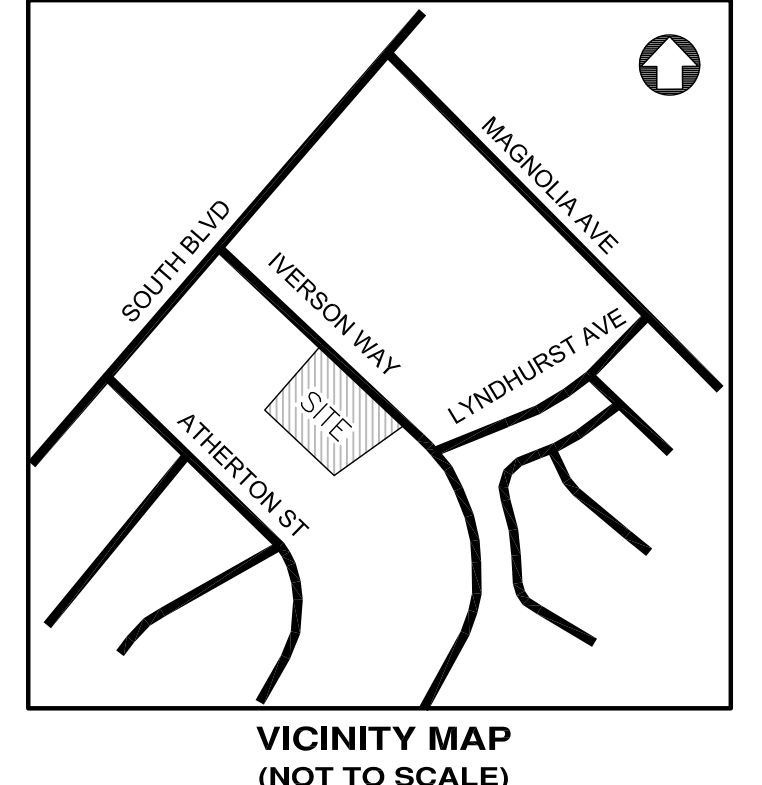 MAGNOLIA AVE
SOUTH BLVD
IVERSON WAY
LYNDHURST AVE
SITE
ATHERTON ST
VICINITY MAP
(NOT TO SCALE)